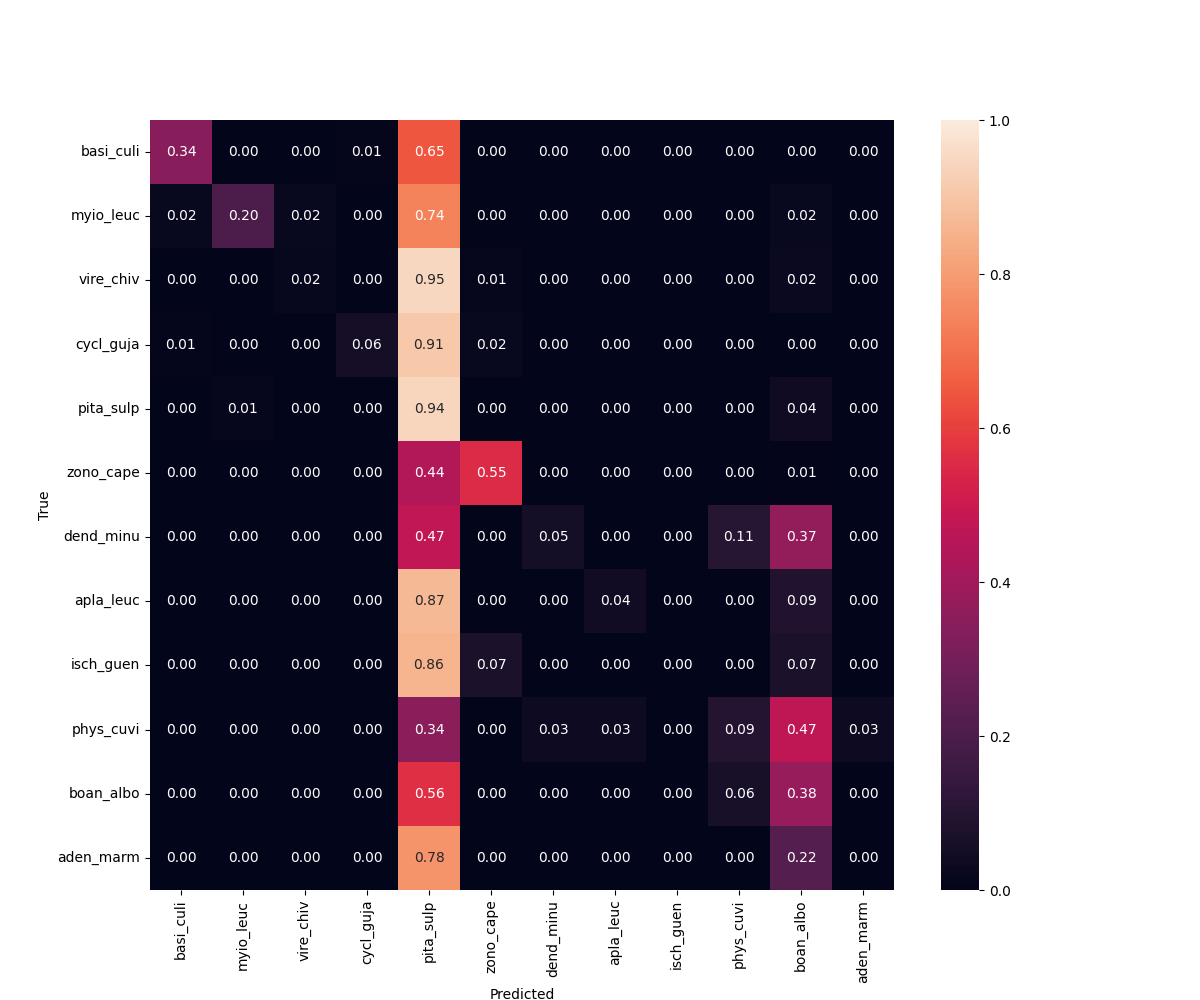 basi_culi 0.34 0.00 0.00 0.01 0.65 0.00 0.00 0.00 0.00 0.00 0.00 0.00
myio_leuc 0.02 0.20 0.02 0.00 0.74 0.00 0.00 0.00 0.00 0.00 0.02 0.00
vire_chiv 0.00 0.00 0.02 0.00 0.95 0.01 0.00 0.00 0.00 0.00 0.02 0.00
cycl_guja 0.01 0.00 0.00 0.06 0.91 0.02 0.00 0.00 0.00 0.00 0.00 0.00
pita_sulp 0.00 0.01 0.00 0.00 0.94 0.00 0.00 0.00 0.00 0.00 0.04 0.00
zono_cape 0.00 0.00 0.00 0.00 0.44 0.55 0.00 0.00 0.00 0.00 0.01 0.00
dend_minu 0.00 0.00 0.00 0.00 0.47 0.00 0.05 0.00 0.00 0.11 0.37 0.00
apla_leuc 0.00 0.00 0.00 0.00 0.87 0.00 0.00 0.04 0.00 0.00 0.09 0.00
isch_guen 0.00 0.00 0.00 0.00 0.86 0.07 0.00 0.00 0.00 0.00 0.07 0.00
phys_cuvi 0.00 0.00 0.00 0.00 0.34 0.00 0.03 0.03 0.00 0.09 0.47 0.03
boan_albo 0.00 0.00 0.00 0.00 0.56 0.00 0.00 0.00 0.00 0.06 0.38 0.00
aden_marm 0.00 0.00 0.00 0.00 0.78 0.00 0.00 0.00 0.00 0.00 0.22 0.00
True
basi_culi myio_leuc vire_chiv cycl_guja pita_sulp zono_cape dend_minu apla_leuc isch_guen phys_cuvi boan_albo aden_marm
Predicted
1.0
0.8
0.6
0.4
0.2
0.0